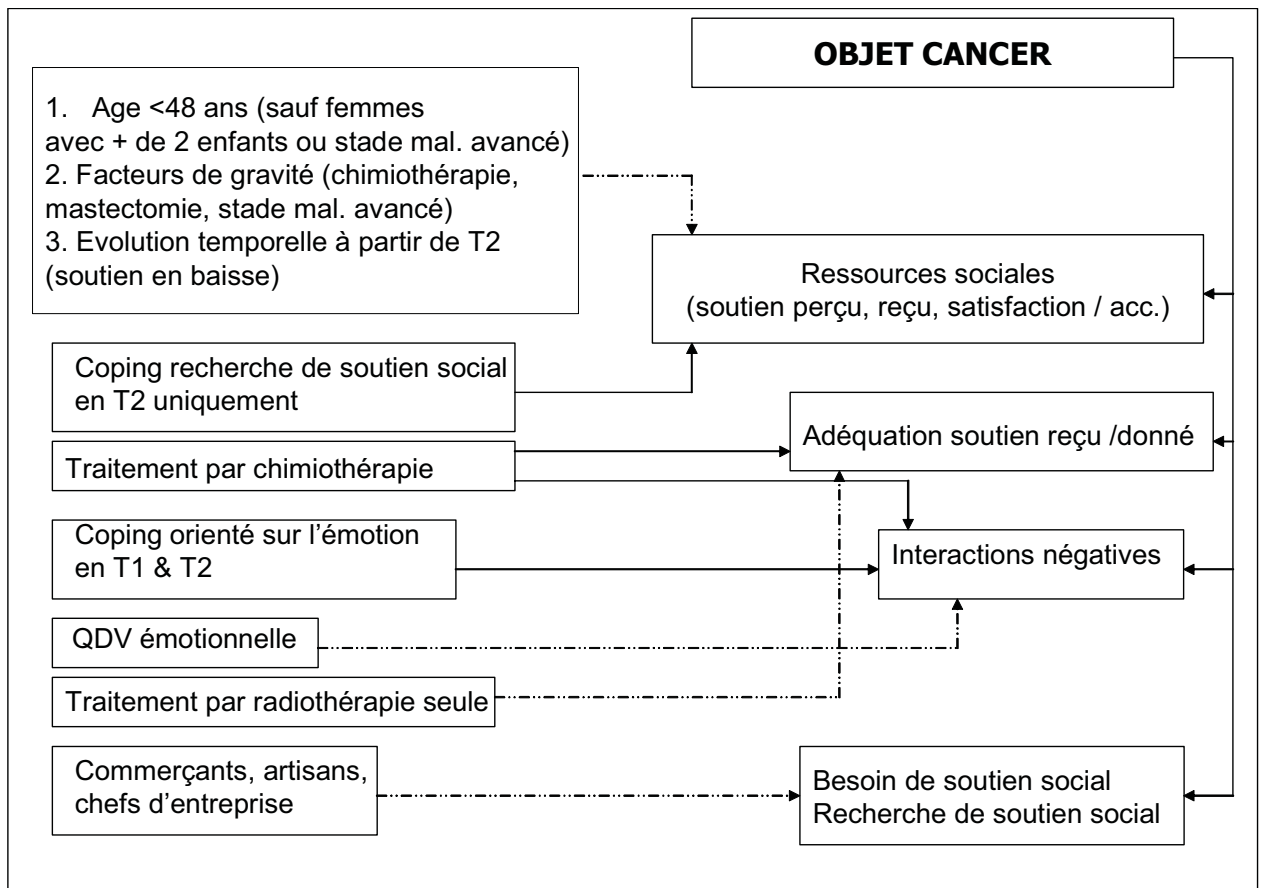 OBJET CANCER
1. Age <48 ans (sauf femmes
avec + de 2 enfants ou stade mal. avancé)
2. Facteurs de gravité (chimiothérapie,
mastectomie, stade mal. avancé)
3. Evolution temporelle à partir de T2
(soutien en baisse)
Ressources sociales
(soutien perçu, reçu, satisfaction / acc.)
Coping recherche de soutien social
en T2 uniquement
Adéquation soutien reçu /donné
Traitement par chimiothérapie
Coping orienté sur l’émotion
en T1 & T2
Interactions négatives
QDV émotionnelle
Traitement par radiothérapie seule
Commerçants, artisans,
chefs d’entreprise
Besoin de soutien social
Recherche de soutien social